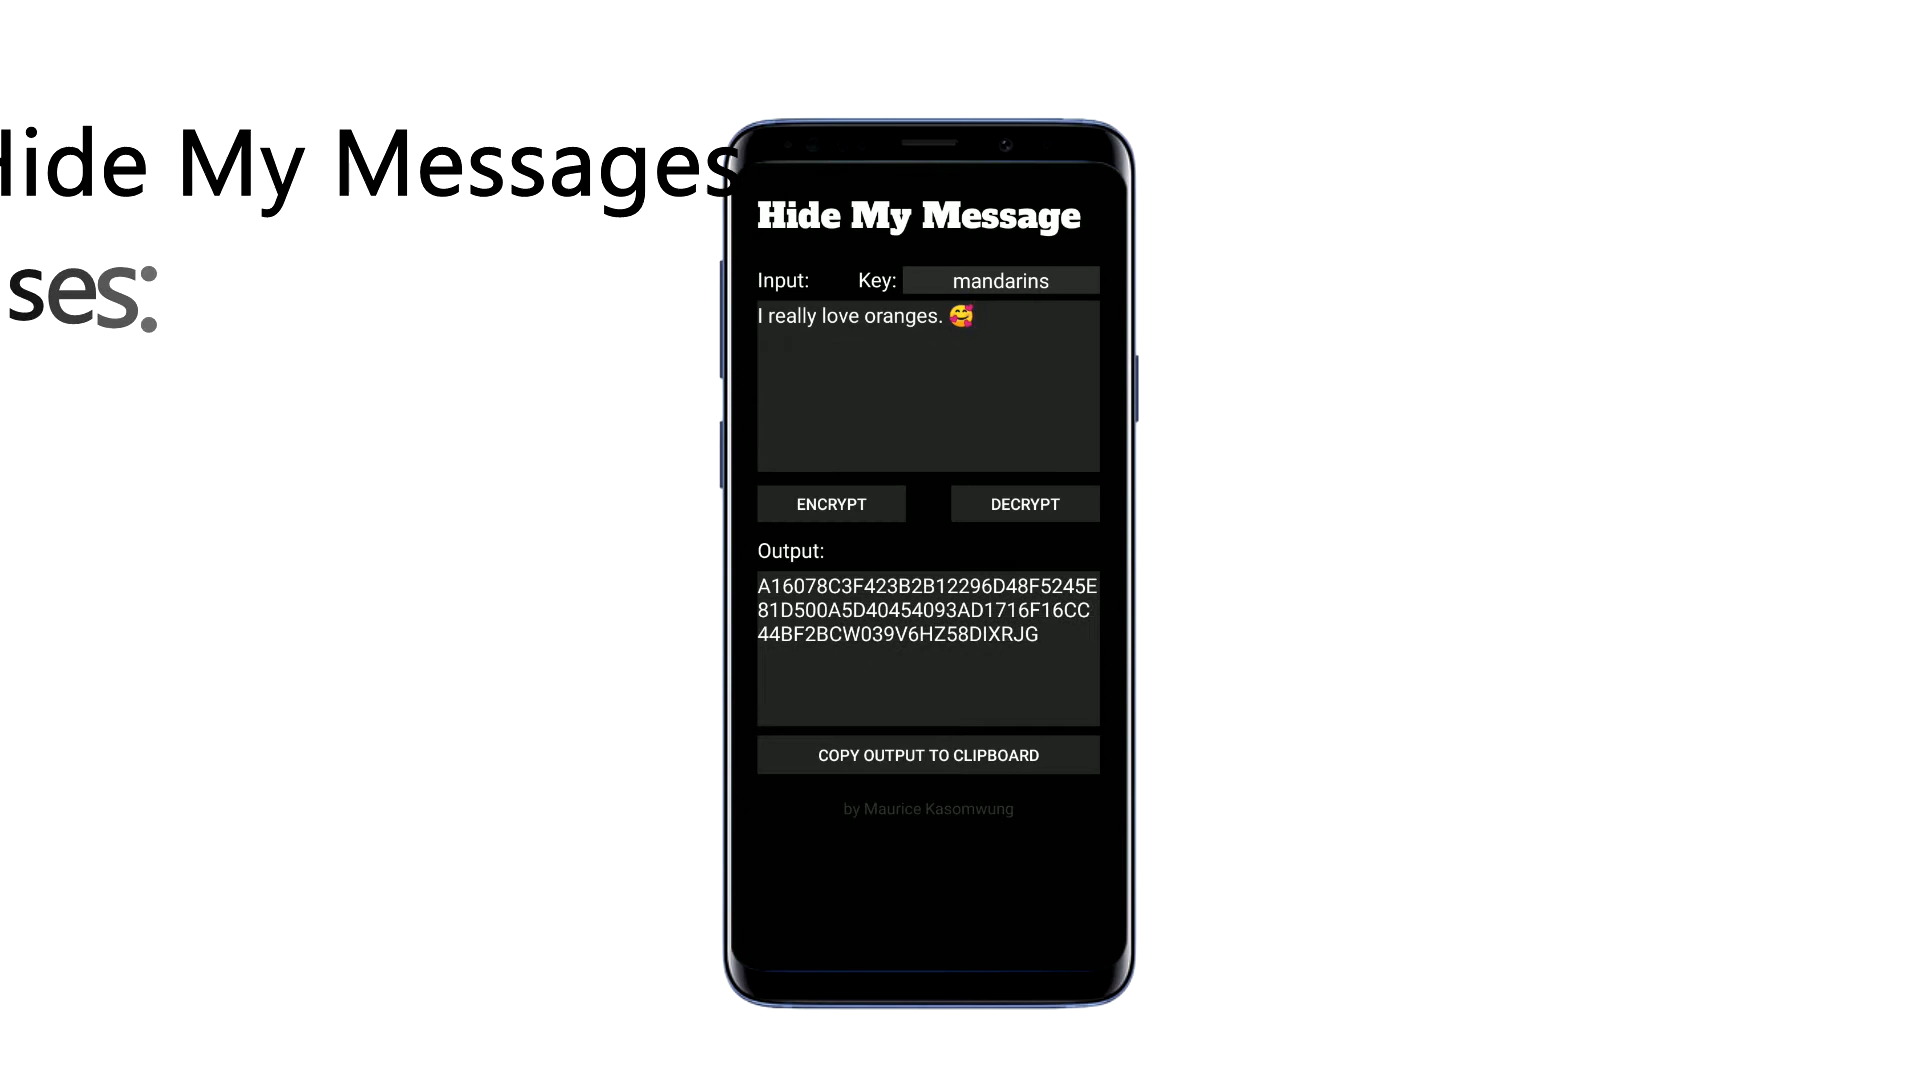 Hide My Messages
ses:
Hide My Message
Input: Key: mandarins
I really love oranges. 🥰
ENCRYPT DECRYPT
Output:
A16078C3F423B2B12296D48F5245E
81D500A5D40454093AD1716F16CC
44BF2BCW039V6HZ58DIXRJG
COPY OUTPUT TO CLIPBOARD
by Maurice Kasomwung